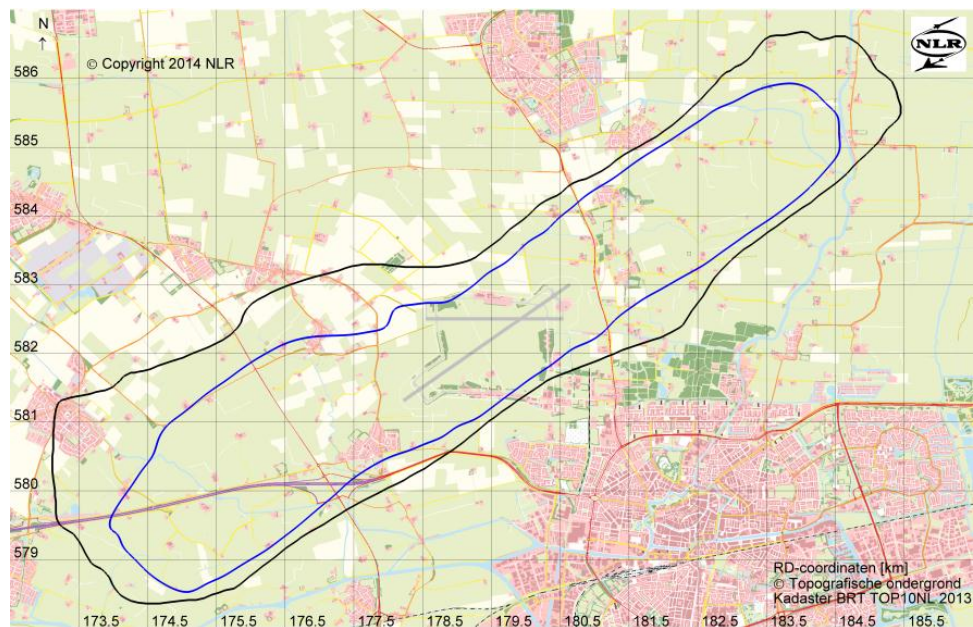 N
© Copyright 2014 NLR
NLR
586
585
584
583
582
581
580
579
RD-coordinaten [km]
© Topografische ondergrond
Kadaster BRT TOP10NL 2013
173.5 174.5 175.5 176.5 177.5 178.5 179.5 180.5 181.5 182.5 183.5 184.5 185.5